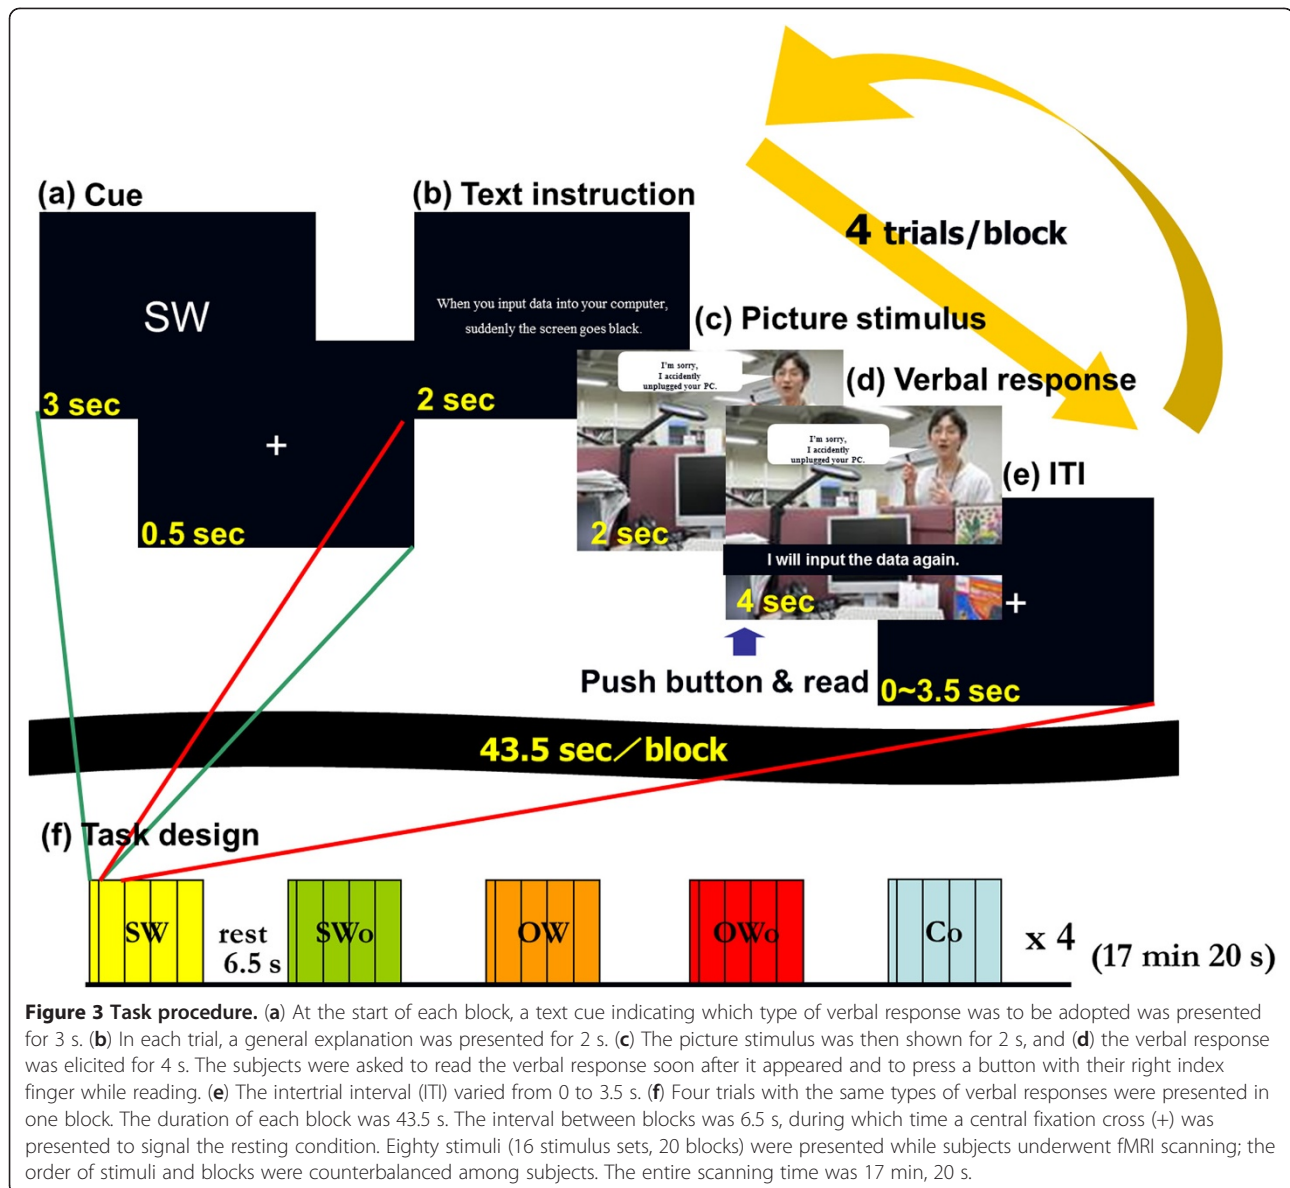 (a) Cue
SW
3 sec
+
0.5 sec
(b) Text instruction
When you input data into your computer,
suddenly the screen goes black.
2 sec
4 trials/block
(c) Picture stimulus
I'm sorry,
I accidently
unplugged your PC.
2 sec
(d) Verbal response
I'm sorry,
I accidently
unplugged your PC.
I will input the data again.
4 sec
Push button & read
(e) ITI
+
0~3.5 sec
43.5 sec/block
(f) Task design
SW
rest
6.5 s
SWo
OW
OWo
Co
x 4
(17 min 20 s)
Figure 3 Task procedure. (a) At the start of each block, a text cue indicating which type of verbal response was to be adopted was presented
for 3 s. (b) In each trial, a general explanation was presented for 2 s. (c) The picture stimulus was then shown for 2 s, and (d) the verbal response
was elicited for 4 s. The subjects were asked to read the verbal response soon after it appeared and to press a button with their right index
finger while reading. (e) The intertrial interval (ITI) varied from 0 to 3.5 s. (f) Four trials with the same types of verbal responses were presented in
one block. The duration of each block was 43.5 s. The interval between blocks was 6.5 s, during which time a central fixation cross (+) was
presented to signal the resting condition. Eighty stimuli (16 stimulus sets, 20 blocks) were presented while subjects underwent fMRI scanning; the
order of stimuli and blocks were counterbalanced among subjects. The entire scanning time was 17 min, 20 s.